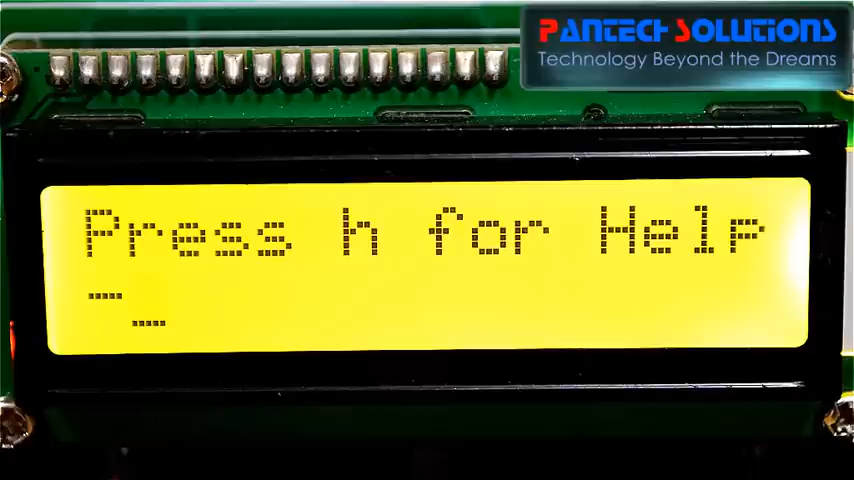 PANTECH SOLUTIONS
Technology Beyond the Dreams
Press h for Help
-_